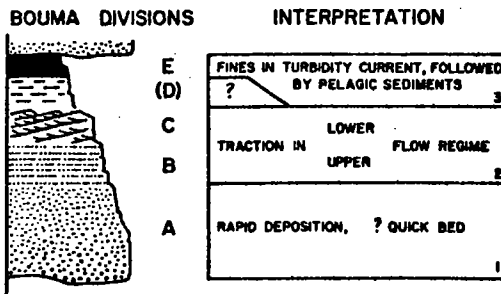 BOUMA DIVISIONS
INTERPRETATION
E
(D)
C
B
A
FINES IN TURBIDITY CURRENT, FOLLOWED
BY PELAGIC SEDIMENTS
?
3
LOWER
TRACTION IN
FLOW REGIME
UPPER
2
RAPID DEPOSITION, ? QUICK BED
1